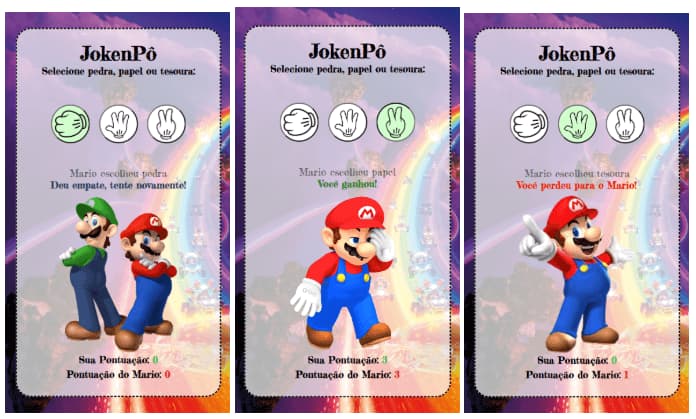 JokenPô
Selecione pedra, papel ou tesoura:
Mario escolheu pedra
Deu empate, tente novamente!
Sua Pontuação: 0
Pontuação do Mario: 0
JokenPô
Selecione pedra, papel ou tesoura:
Mario escolheu papel
Você ganhou!
Sua Pontuação: 3
Pontuação do Mario: 3
JokenPô
Selecione pedra, papel ou tesoura:
Mario escolheu tesoura
Você perdeu para o Mario!
Sua Pontuação: 0
Pontuação do Mario: 1